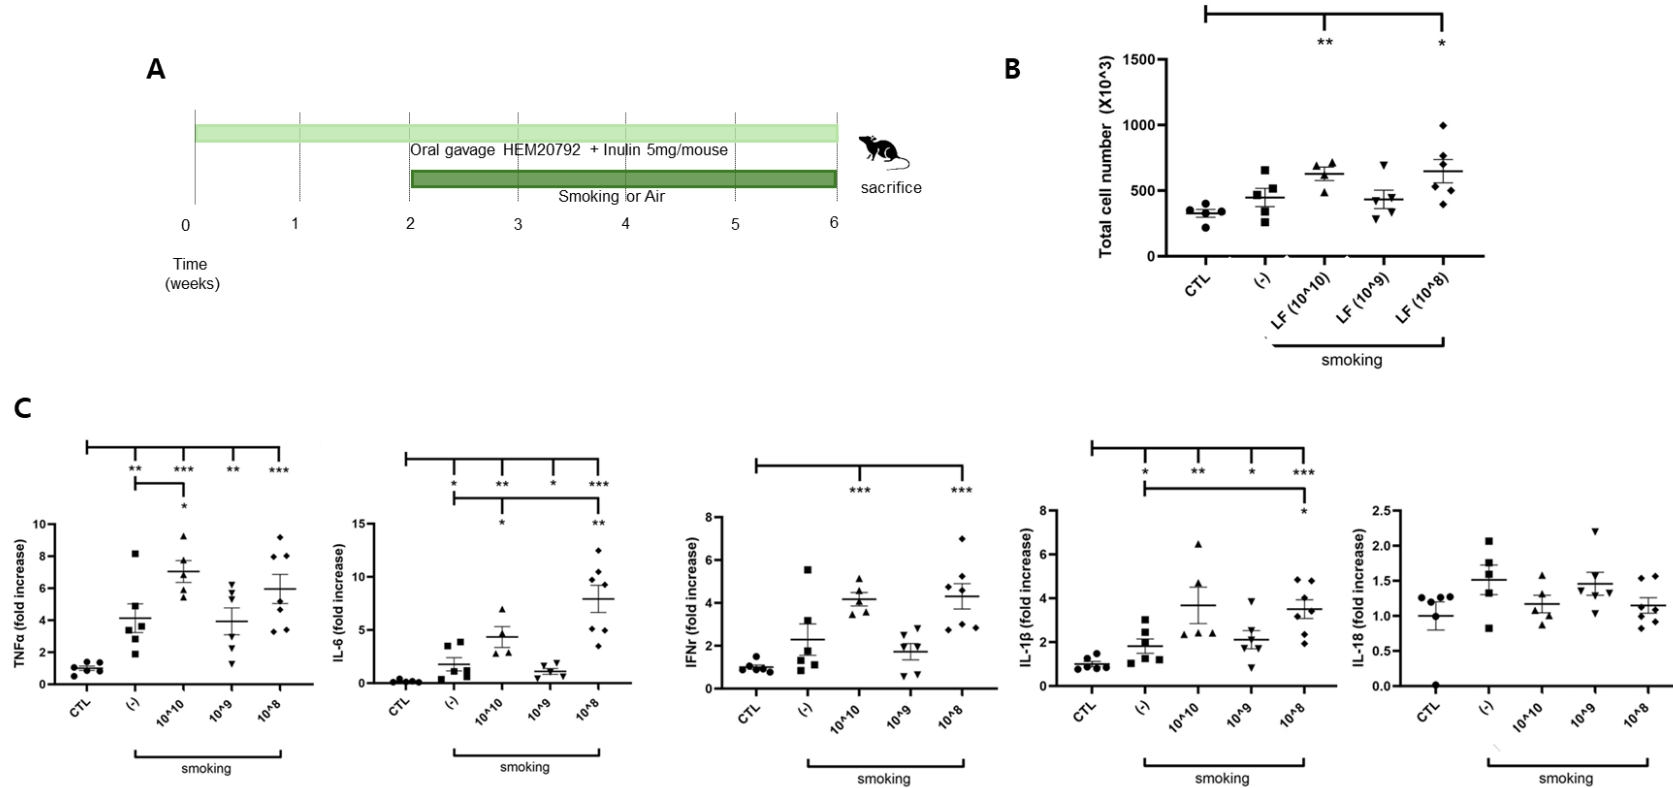 A
Oral gavage HEM20792 + Inulin 5mg/mouse
Smoking or Air
sacrifice
0 1 2 3 4 5 6
Time
(weeks)
B
** *
Total cell number (X10^3)
1500
1000
500
0
CTL (-) LF (10^10) LF (10^9) LF (10^8)
smoking
C
** *** ** ***
*
TNFα (fold increase)
10
8
6
4
2
0
CTL (-) 10^10 10^9 10^8
smoking
* ** * ***
* **
IL-6 (fold increase)
15
10
5
0
CTL (-) 10^10 10^9 10^8
smoking
*** ***
IFNr (fold increase)
8
6
4
2
0
CTL (-) 10^10 10^9 10^8
smoking
* ** * ***
*
IL-1β (fold increase)
8
6
4
2
0
CTL (-) 10^10 10^9 10^8
smoking
IL-18 (fold increase)
2.5
2.0
1.5
1.0
0.5
0.0
CTL (-) 10^10 10^9 10^8
smoking